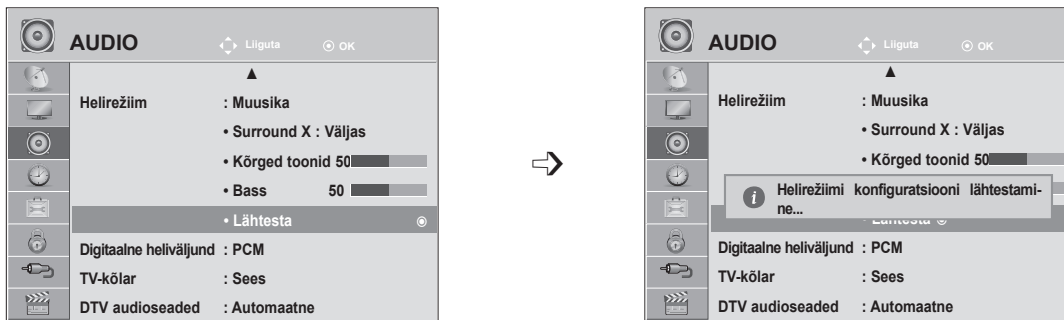 AUDIO
Liiguta
OK
Helirežiim : Muusika
• Surround X : Väljas
• Kõrged toonid 50
• Bass 50
• Lähtesta
Digitaalne heliväljund : PCM
TV-kõlar : Sees
DTV audioseaded : Automaatne
AUDIO
Liiguta
OK
Helirežiim : Muusika
• Surround X : Väljas
• Kõrged toonid 50
Helirežiimi konfiguratsiooni lähtestami-
ne...
• Lähtesta
Digitaalne heliväljund : PCM
TV-kõlar : Sees
DTV audioseaded : Automaatne